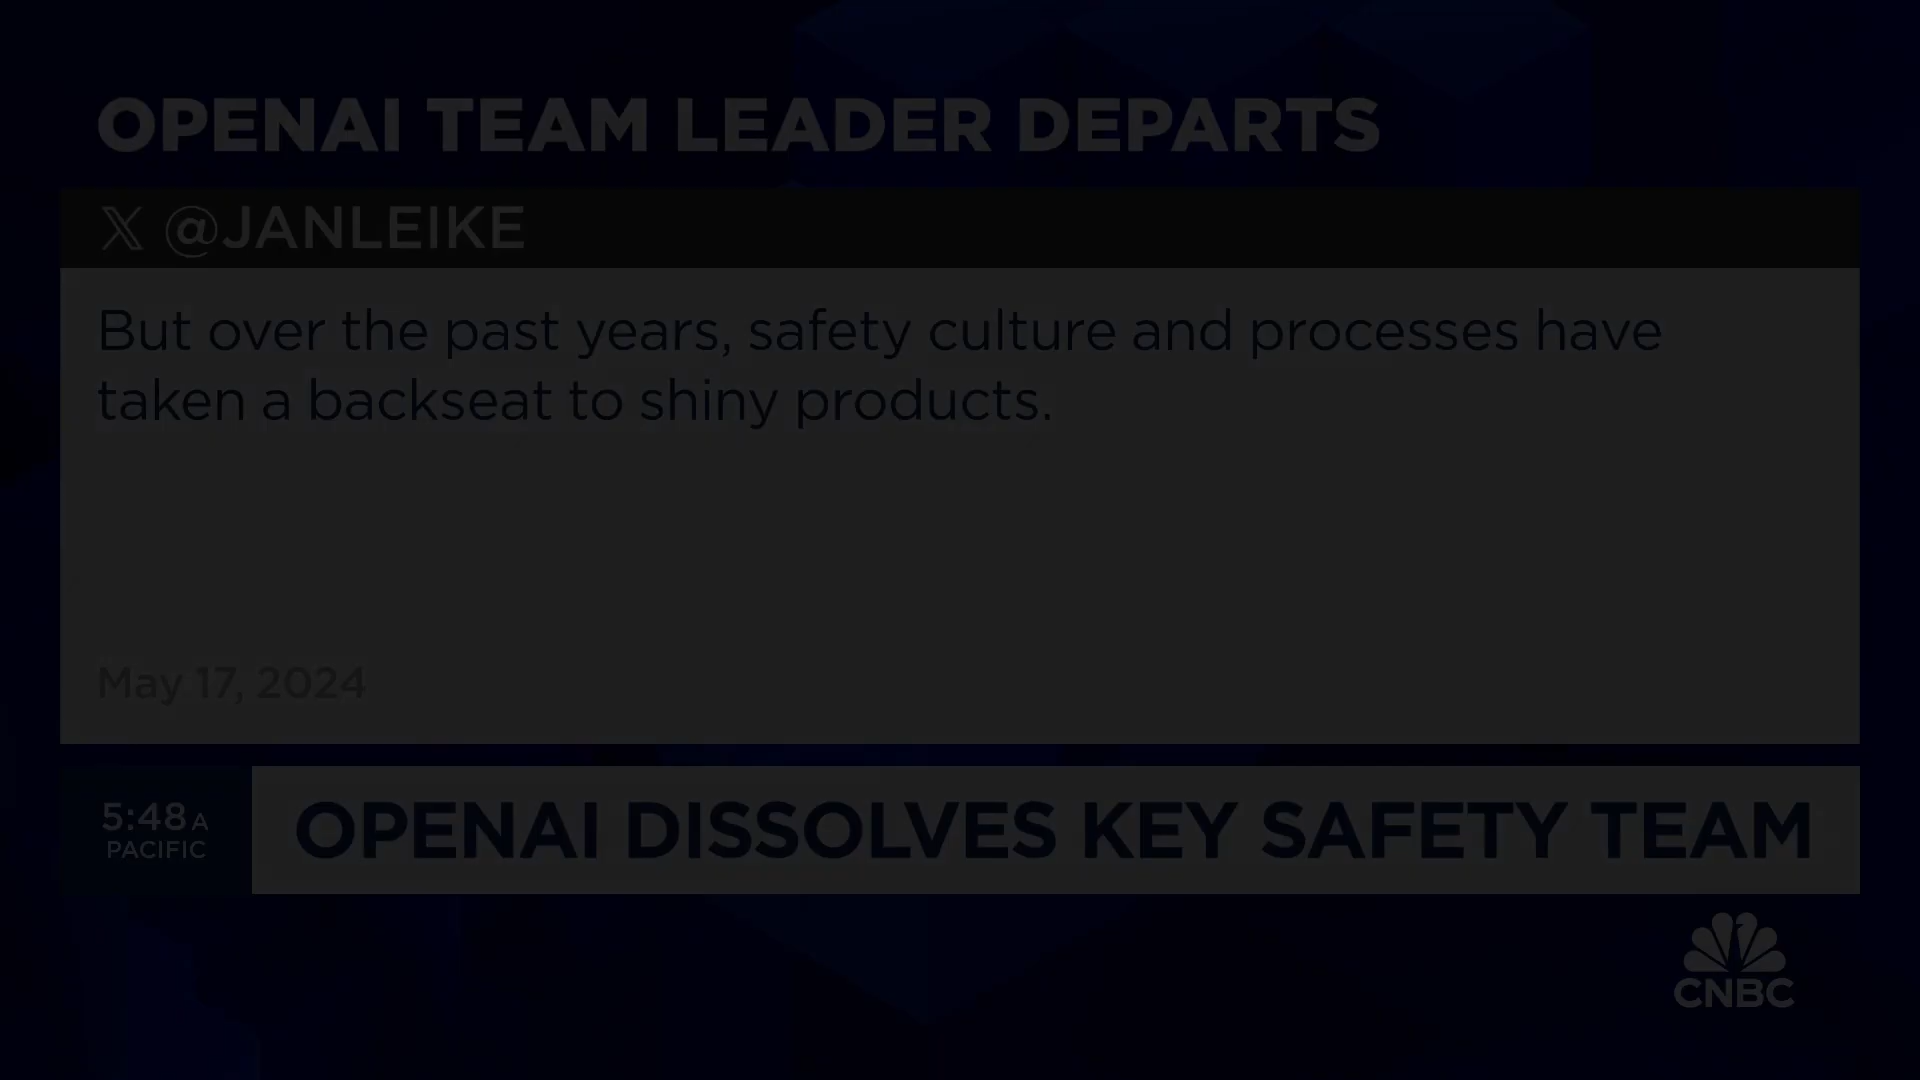 OPENAI TEAM LEADER DEPARTS
X @JANLEIKE
But over the past years, safety culture and processes have
taken a backseat to shiny products.
May 17, 2024
5:48 A
PACIFIC
OPENAI DISSOLVES KEY SAFETY TEAM
CNBC